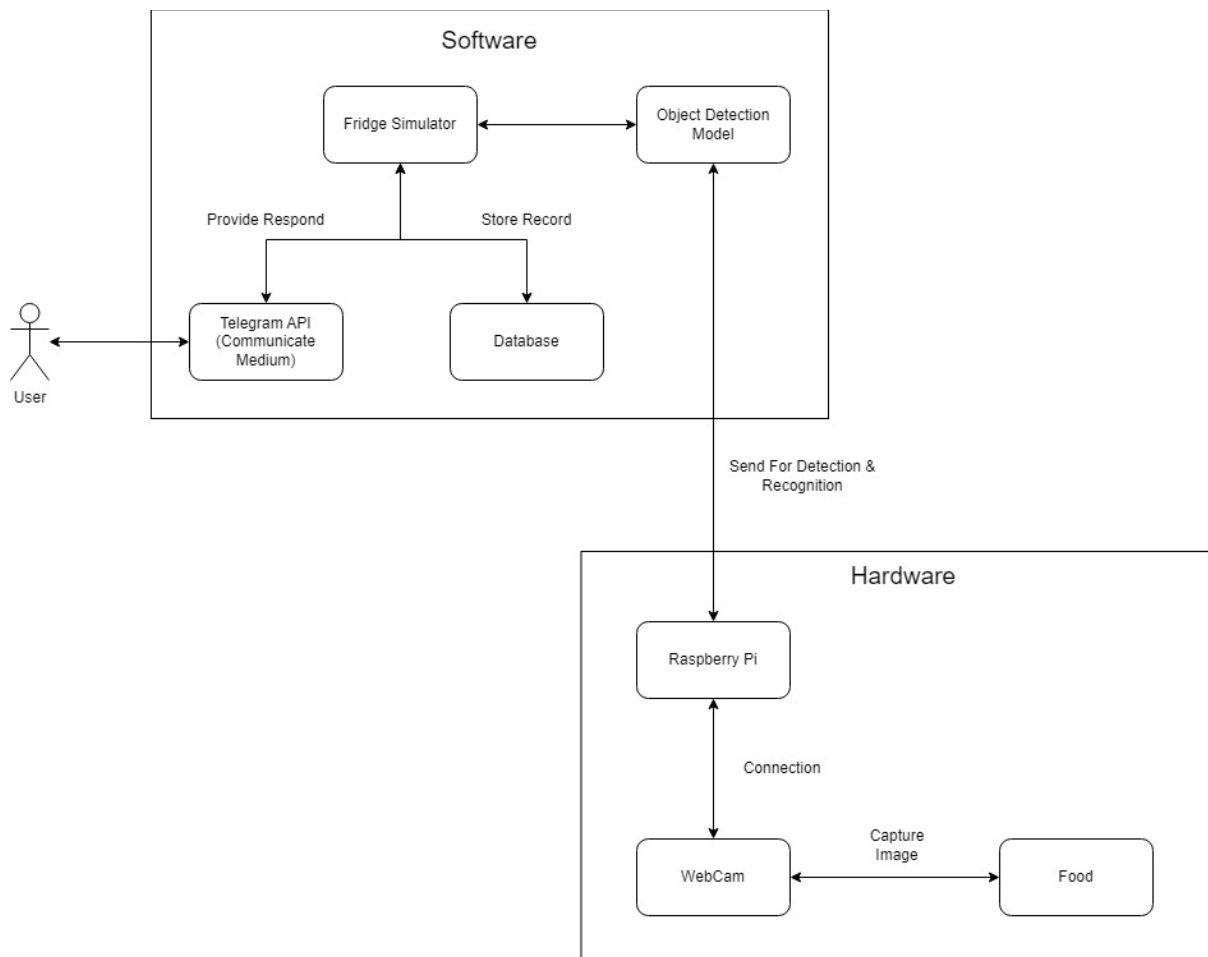 Software
Fridge Simulator
Object Detection
Model
Provide Respond
Store Record
Telegram API
(Communicate
Medium)
Database
User
Send For Detection &
Recognition
Hardware
Raspberry Pi
Connection
Capture
Image
WebCam
Food